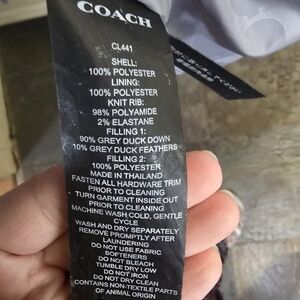 COACH
CL441
SHELL:
100% POLYESTER
LINING:
100% POLYESTER
KNIT RIB:
98% POLYAMIDE
2% ELASTANE
FILLING 1:
90% GREY DUCK DOWN
10% GREY DUCK FEATHERS
FILLING 2:
100% POLYESTER
MADE IN THAILAND
FASTEN ALL HARDWARE TRIM
PRIOR TO CLEANING
TURN GARMENT INSIDE OUT
PRIOR TO CLEANING
MACHINE WASH COLD, GENTLE
CYCLE
WASH AND DRY SEPARATELY
REMOVE PROMPTLY AFTER
LAUNDERING
DO NOT USE FABRIC
SOFTENERS
DO NOT BLEACH
TUMBLE DRY LOW
DO NOT IRON
DO NOT DRY CLEAN
CONTAINS NON-TEXTILE PARTS
OF ANIMAL ORIGIN